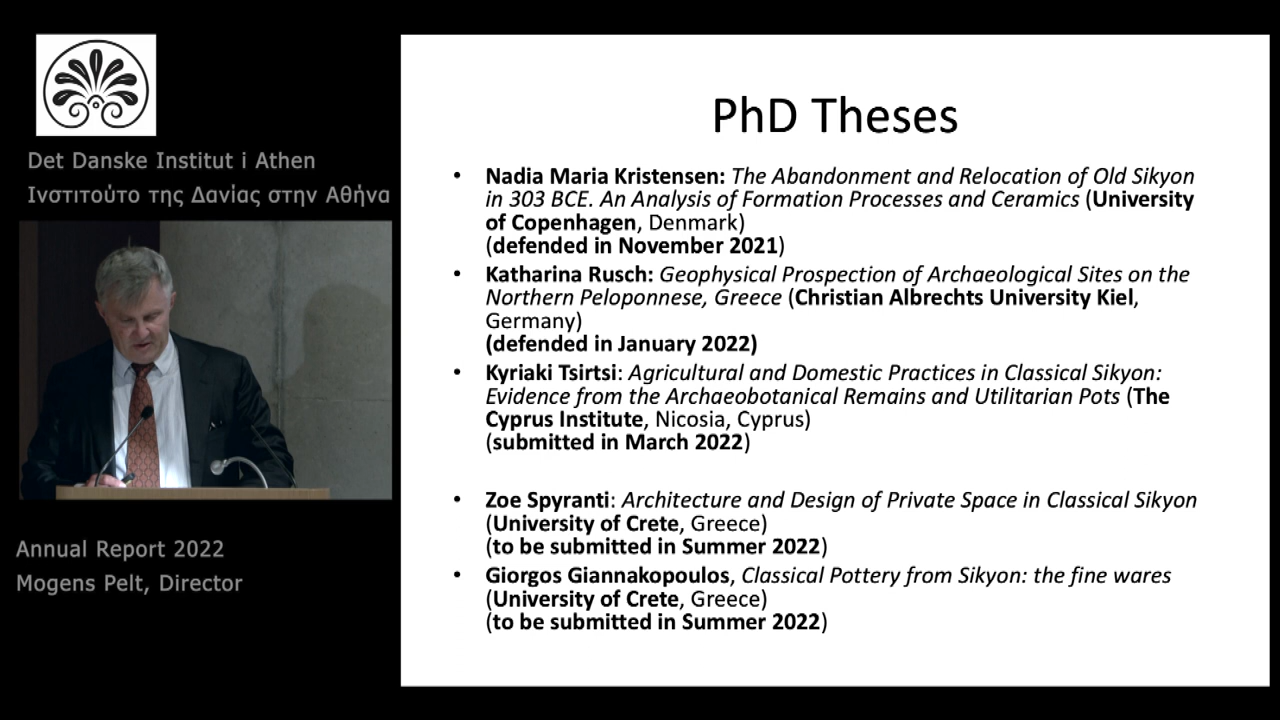 Det Danske Institut i Athen
Ινστιτούτο της Δανίας στην Αθήνα
Annual Report 2022
Mogens Pelt, Director
PhD Theses
• Nadia Maria Kristensen: The Abandonment and Relocation of Old Sikyon
in 303 BCE. An Analysis of Formation Processes and Ceramics (University
of Copenhagen, Denmark)
(defended in November 2021)
• Katharina Rusch: Geophysical Prospection of Archaeological Sites on the
Northern Peloponnese, Greece (Christian Albrechts University Kiel,
Germany)
(defended in January 2022)
• Kyriaki Tsirtsi: Agricultural and Domestic Practices in Classical Sikyon:
Evidence from the Archaeobotanical Remains and Utilitarian Pots (The
Cyprus Institute, Nicosia, Cyprus)
(submitted in March 2022)
• Zoe Spyranti: Architecture and Design of Private Space in Classical Sikyon
(University of Crete, Greece)
(to be submitted in Summer 2022)
• Giorgos Giannakopoulos, Classical Pottery from Sikyon: the fine wares
(University of Crete, Greece)
(to be submitted in Summer 2022)